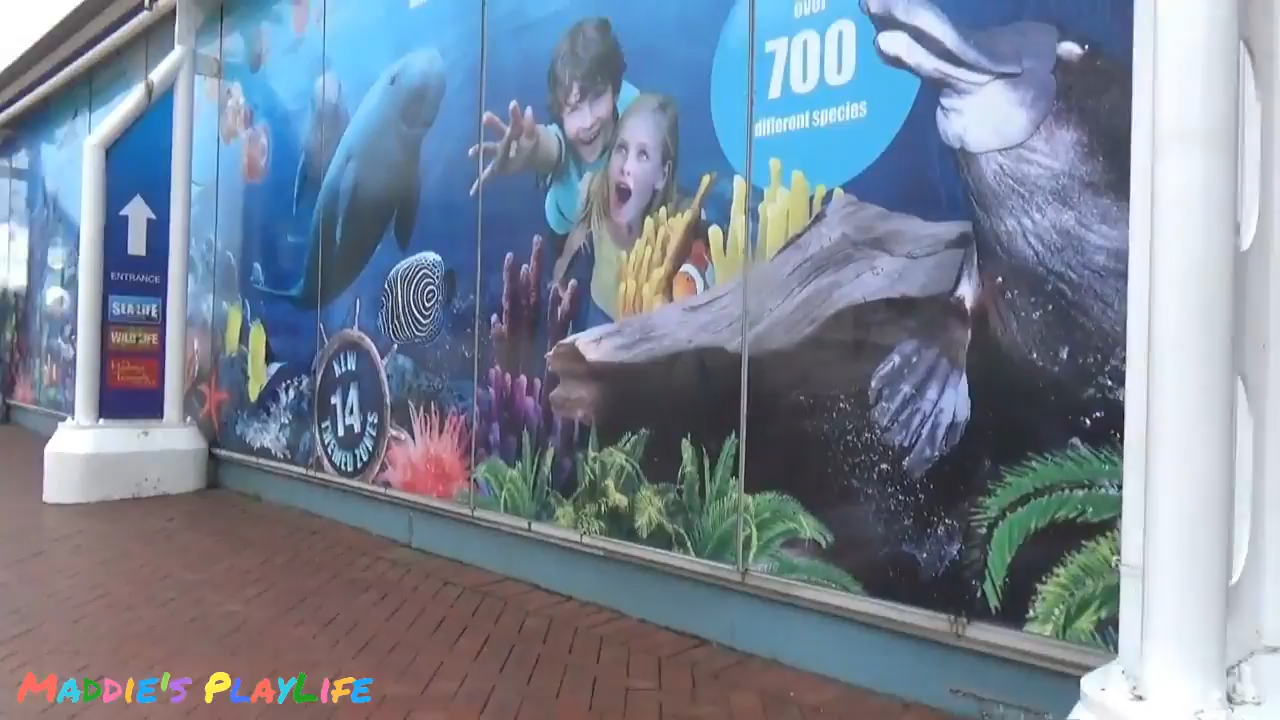 over
700
different species
ENTRANCE
SEA LIFE
WILD LIFE
NEW
14
THEMED ZONES
MADDIE'S PLAYLIFE